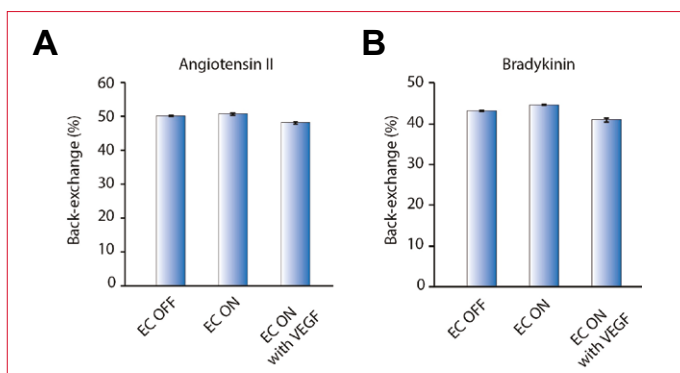 A
Angiotensin II
Back-exchange (%)
60
50
40
30
20
10
0
EC OFF
EC ON
EC ON
with VEGF
B
Bradykinin
Back-exchange (%)
50
40
30
20
10
0
EC OFF
EC ON
EC ON
with VEGF